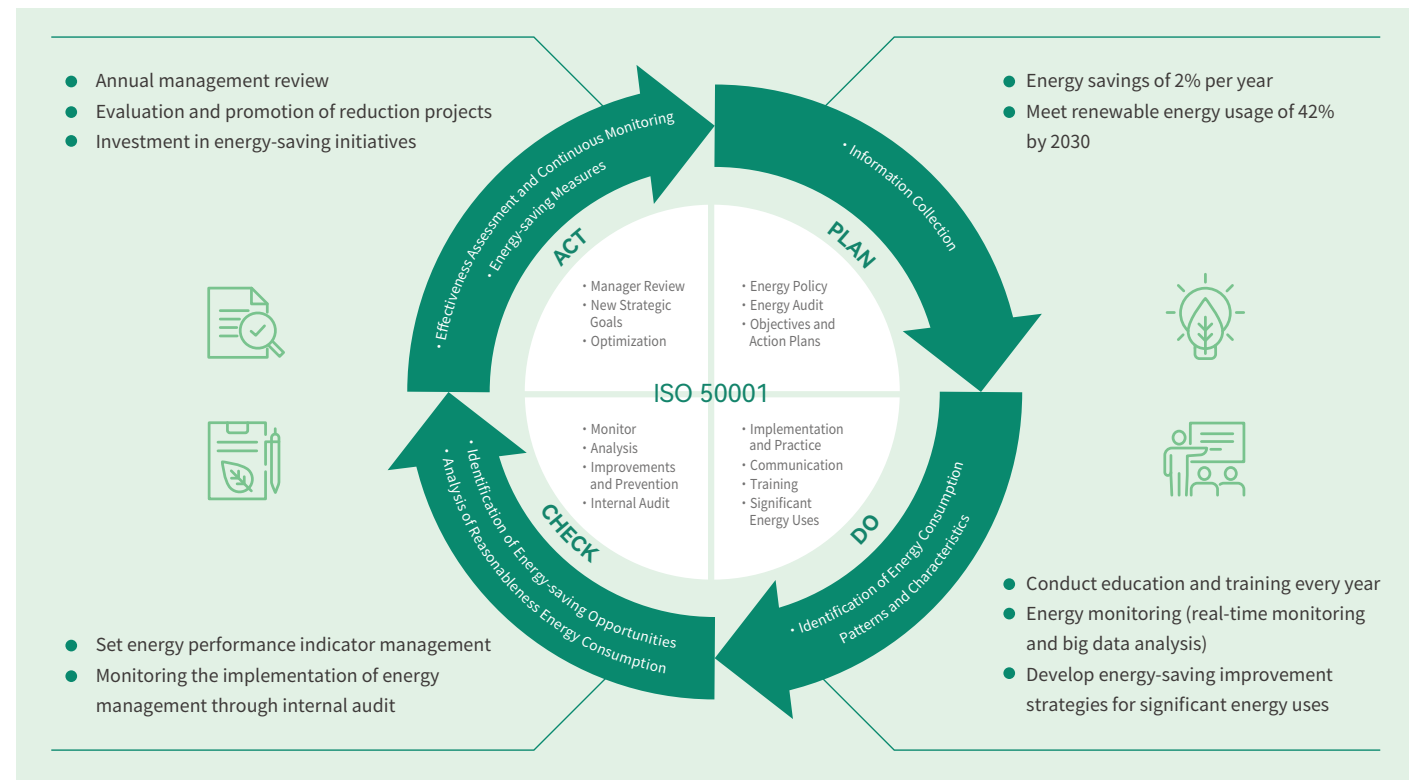 Annual management review
Evaluation and promotion of reduction projects
Investment in energy-saving initiatives
Energy savings of 2% per year
Meet renewable energy usage of 42%
by 2030
· Effectiveness Assessment and Continuous Monitoring
· Energy-saving Measures
· Information Collection
ACT
PLAN
· Manager Review
· New Strategic
Goals
· Optimization
· Energy Policy
· Energy Audit
· Objectives and
Action Plans
ISO 50001
· Monitor
· Analysis
· Improvements
and Prevention
· Internal Audit
· Implementation
and Practice
· Communication
· Training
· Significant
Energy Uses
CHECK
DO
· Identification of Energy-saving Opportunities
· Analysis of Reasonableness Energy Consumption
· Identification of Energy Consumption
Patterns and Characteristics
Set energy performance indicator management
Monitoring the implementation of energy
management through internal audit
Conduct education and training every year
Energy monitoring (real-time monitoring
and big data analysis)
Develop energy-saving improvement
strategies for significant energy uses